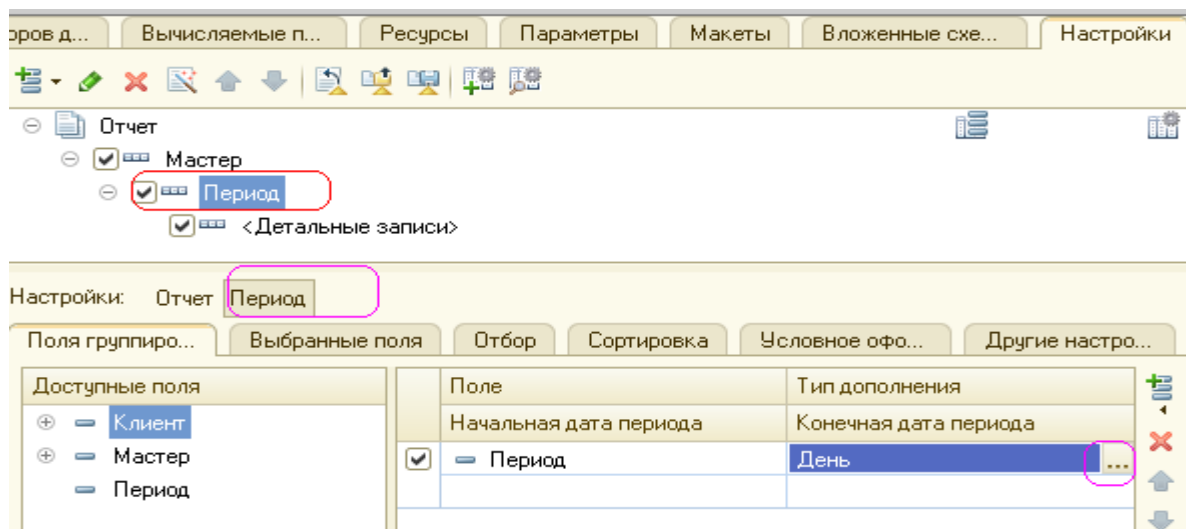 оров д... Вычисляемые п... Ресурсы Параметры Макеты Вложенные схе... Настройки
Отчет
Мастер
Период
<Детальные записи>
Настройки: Отчет Период
Поля группиро... Выбранные поля Отбор Сортировка Условное офо... Другие настро...
Доступные поля Поле Тип дополнения
Клиент Начальная дата периода Конечная дата периода
Мастер Период День ...
Период